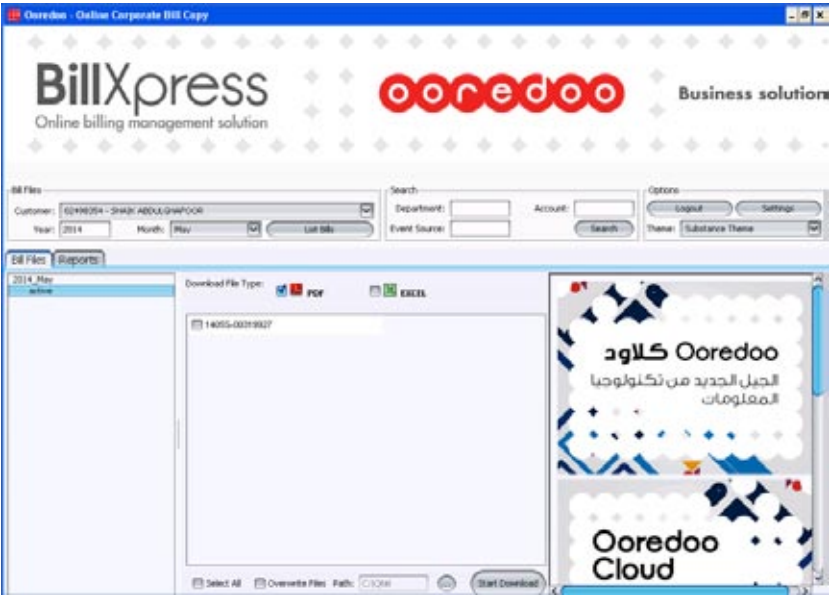 Ooredoo - Online Corporate Bill Copy
BillXpress
Online billing management solution
ooredoo
Business solution
Bill Files
Customer: 02498354 - SHAIK ABDULGHAFOOR
Year: 2014 Month: May List Bills
Search
Department: Account:
Event Source: Search
Options
Logout Settings
Theme: Substance Theme
Bill Files Reports
2014_May
active
Download File Type: PDF EXCEL
Select All Overwrite Files Path: Start Download
Ooredoo كلاود
الجيل الجديد من تكنولوجيا
المعلومات
Ooredoo
Cloud